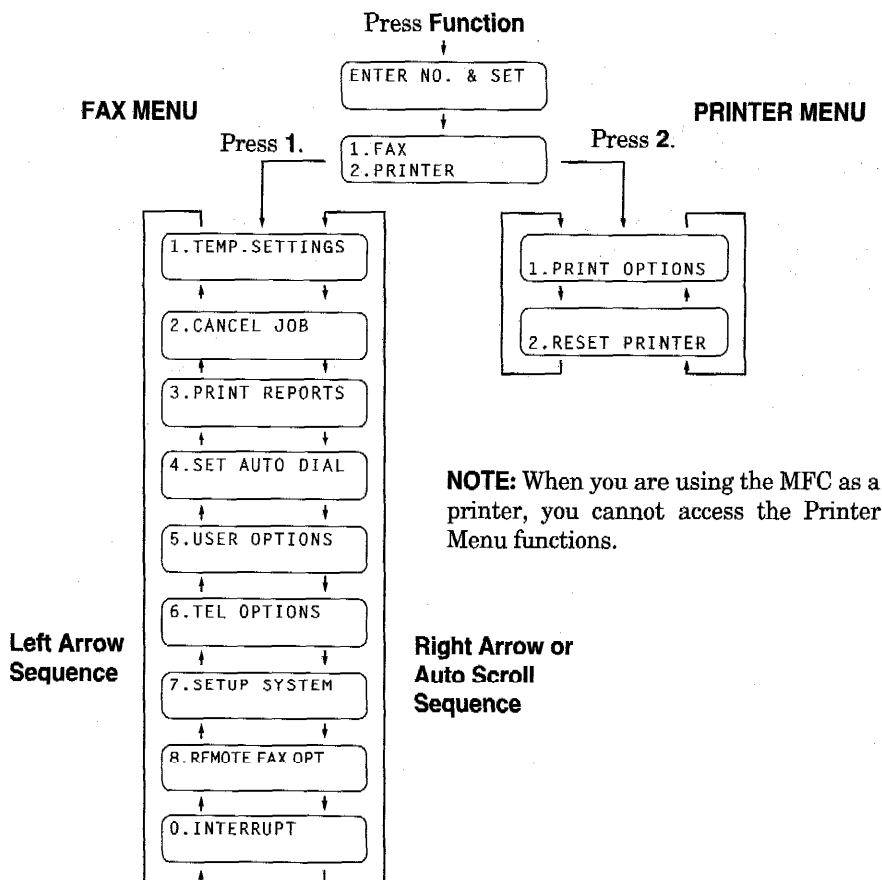 Press Function
ENTER NO. & SET
FAX MENU
PRINTER MENU
Press 1.
1.FAX
2.PRINTER
Press 2.
1.TEMP.SETTINGS
2.CANCEL JOB
3.PRINT REPORTS
4.SET AUTO DIAL
5.USER OPTIONS
6.TEL OPTIONS
7.SETUP SYSTEM
8.REMOTE FAX OPT
0.INTERRUPT
1.PRINT OPTIONS
2.RESET PRINTER
NOTE: When you are using the MFC as a
printer, you cannot access the Printer
Menu functions.
Left Arrow
Sequence
Right Arrow or
Auto Scroll
Sequence